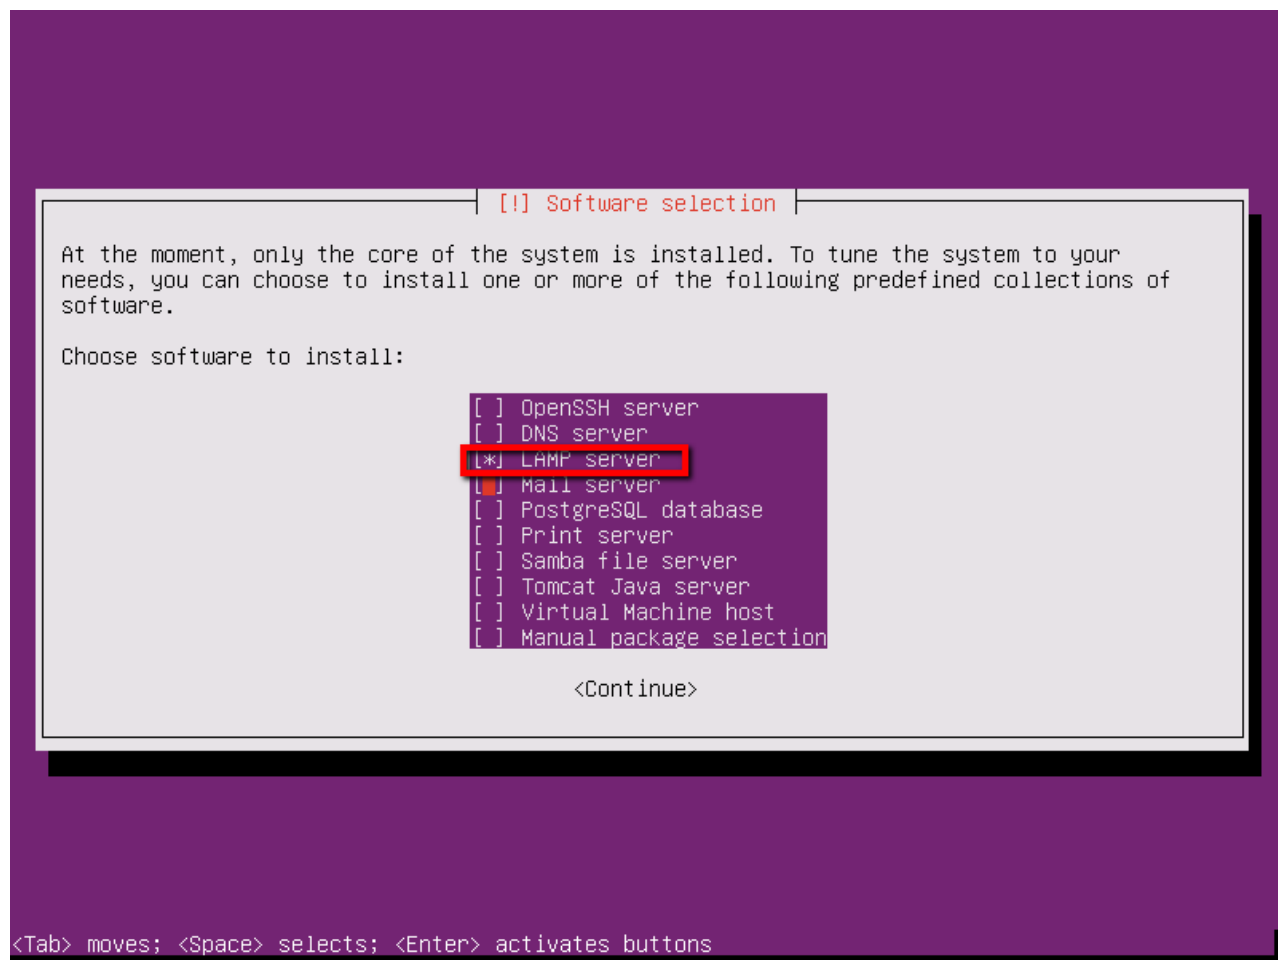 [!] Software selection
At the moment, only the core of the system is installed. To tune the system to your
needs, you can choose to install one or more of the following predefined collections of
software.
Choose software to install:
[ ] OpenSSH server
[ ] DNS server
[*] LAMP server
[ ] Mail server
[ ] PostgreSQL database
[ ] Print server
[ ] Samba file server
[ ] Tomcat Java server
[ ] Virtual Machine host
[ ] Manual package selection
<Continue>
<Tab> moves; <Space> selects; <Enter> activates buttons